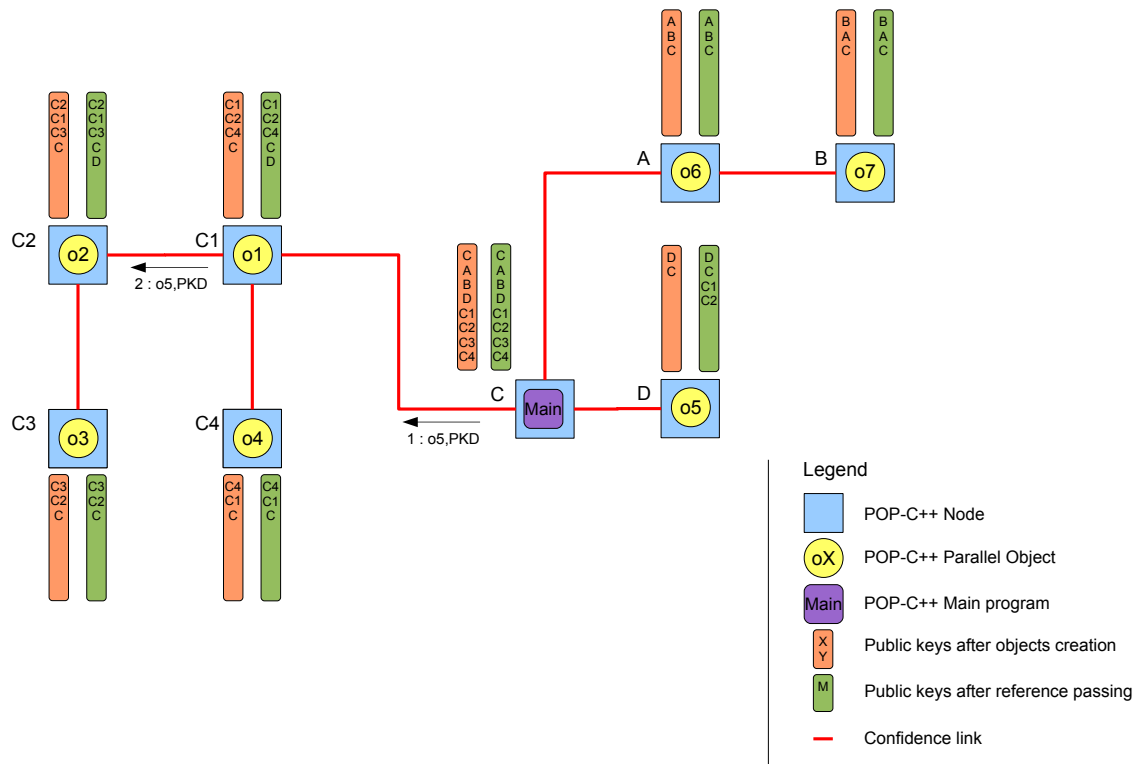 A
B
C
A
B
C
B
A
C
B
A
C
A
o6
B
o7
C2
C1
C3
C
C2
C1
C3
C
D
C1
C2
C4
C
C1
C2
C4
C
D
C2
o2
C1
o1
2 : o5,PKD
C
A
B
D
C1
C2
C3
C4
C
A
B
D
C1
C2
C3
C4
D
C
D
C
C1
C2
C3
o3
C4
o4
C
Main
D
o5
1 : o5,PKD
C3
C2
C
C3
C2
C
C4
C1
C
C4
C1
C
Legend
POP-C++ Node
oX
POP-C++ Parallel Object
Main
POP-C++ Main program
X
Y
Public keys after objects creation
M
Public keys after reference passing
Confidence link